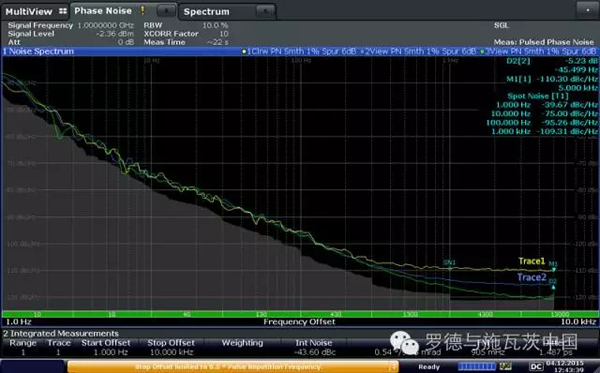 MultiView Phase Noise Spectrum
Signal Frequency 1.0000000 GHz RBW 10.0 % SGL
Signal Level -2.36 dBm XCORR Factor 10
Att 0 dB Meas Time ~22 s Meas: Pulsed Phase Noise
1 Noise Spectrum 1Clrw PN Smth 1% Spur 6dB 2View PN Smth 1% Spur 6dB 3View PN Smth 1% Spur 6dB
D2[2] -5.23 dB
-45.499 Hz
M1[1] -110.30 dBc/Hz
5.000 kHz
Spot Noise [T1]
1.000 Hz -39.67 dBc/Hz
10.000 Hz -75.00 dBc/Hz
100.000 Hz -95.26 dBc/Hz
1.000 kHz -109.31 dBc/Hz
SN1 Trace1 M1
Trace2
D2
10 40 130 430 1300
1.0 Hz Frequency Offset 10.0 kHz
2 Integrated Measurements
Range Trace Start Offset Stop Offset Weighting Int Noise
1 1 1.000 Hz 10.000 kHz -43.60 dBc 905 mHz 1.487 ps
罗德与施瓦茨中国
Stop Offset limited to 0.5 * Pulse Repetition Frequency. Ready DC 04.12.2015
12:43:39